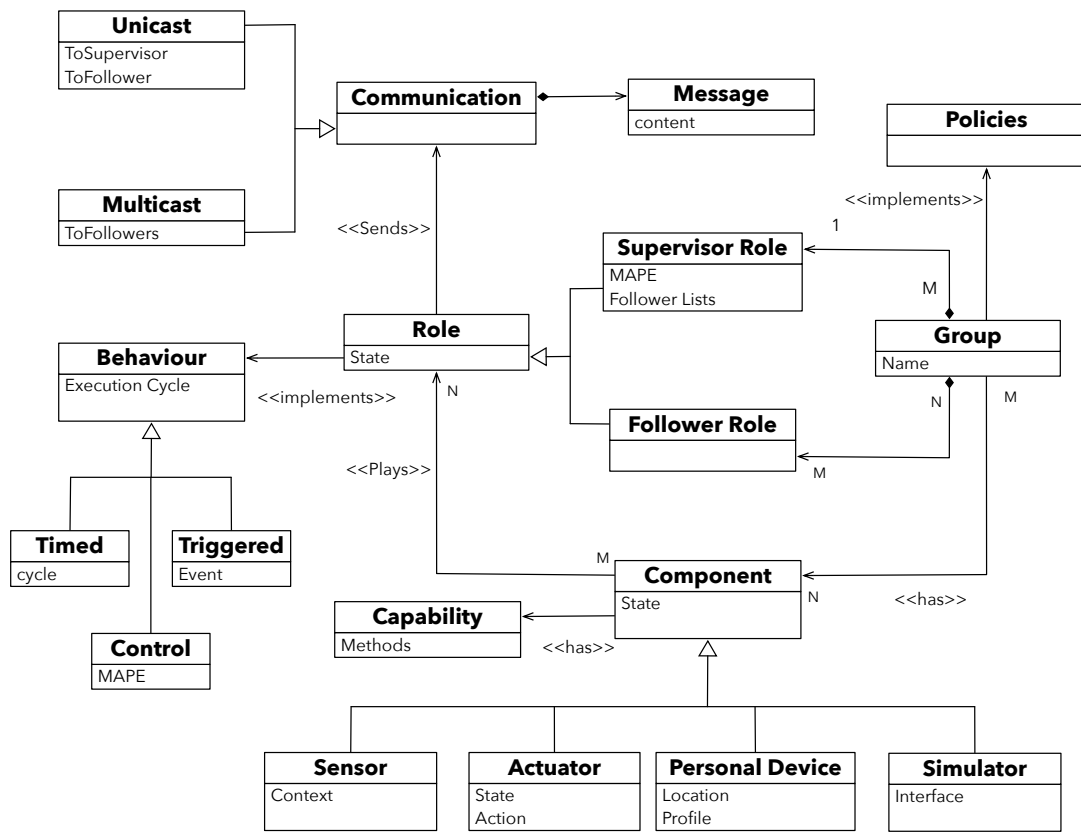 Unicast
ToSupervisor
ToFollower
Communication
Message
content
Policies
Multicast
ToFollowers
<<Sends>>
<<implements>>
1
Supervisor Role
MAPE
Follower Lists
M
Role
State
Group
Name
Behaviour
Execution Cycle
<<implements>>
N
N
M
Follower Role
<<Plays>>
M
Timed
cycle
Triggered
Event
M
Component
State
N
<<has>>
Capability
Methods
<<has>>
Control
MAPE
Sensor
Context
Actuator
State
Action
Personal Device
Location
Profile
Simulator
Interface